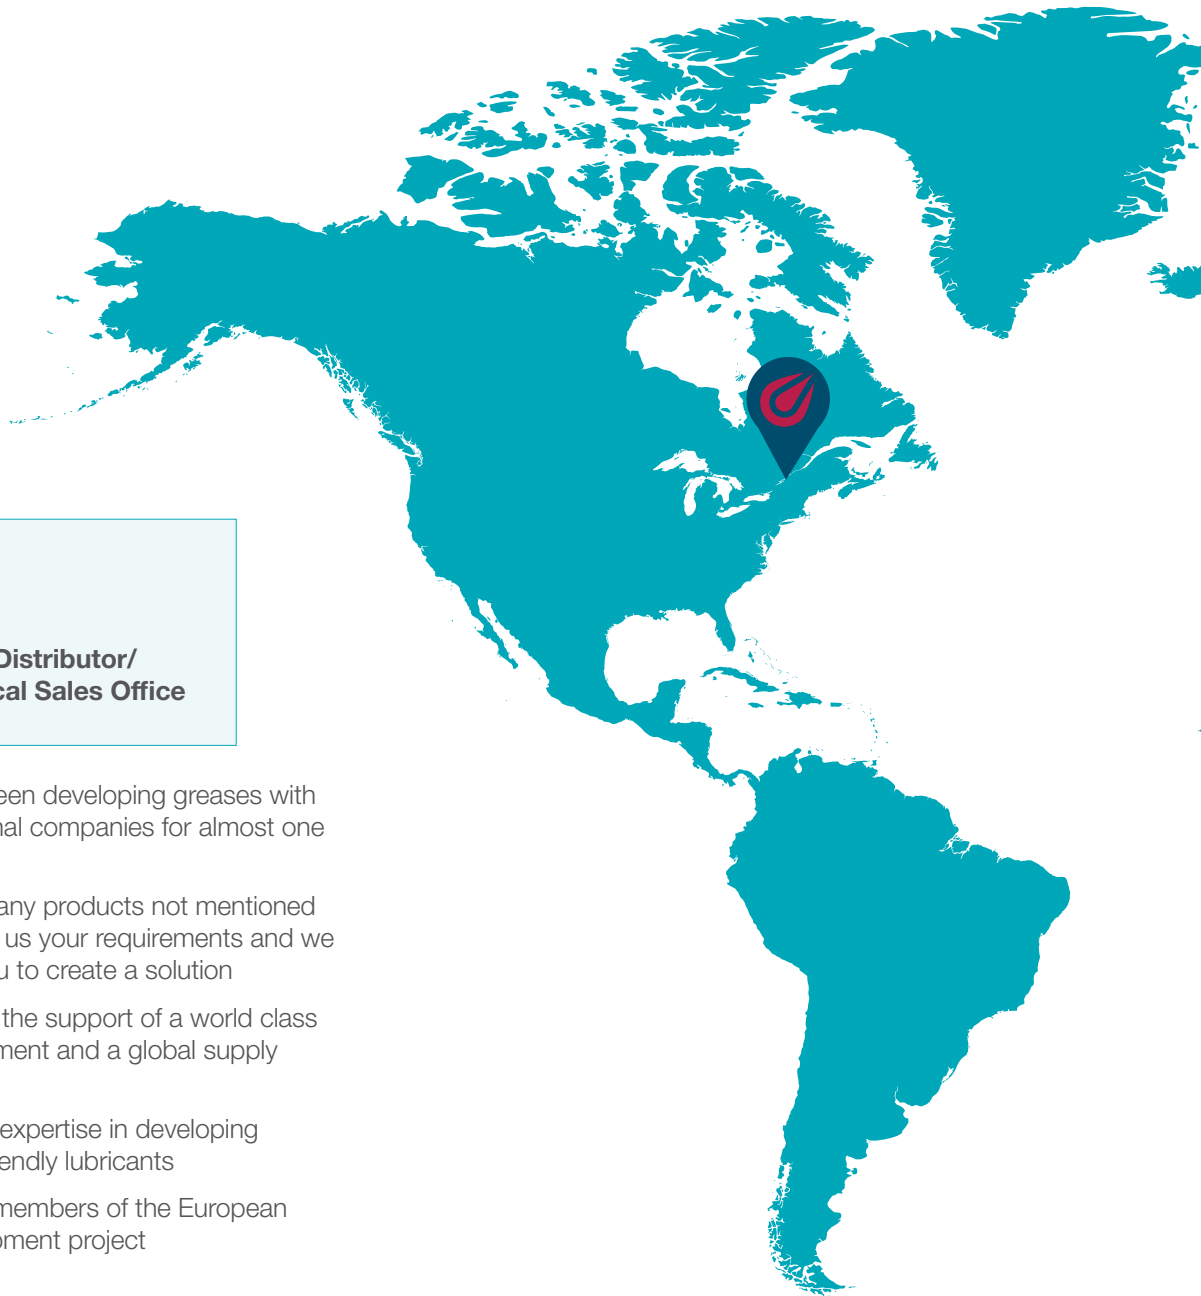 Distributor/
cal Sales Office
een developing greases with
nal companies for almost one
any products not mentioned
us your requirements and we
u to create a solution
the support of a world class
ment and a global supply
expertise in developing
endly lubricants
members of the European
pment project